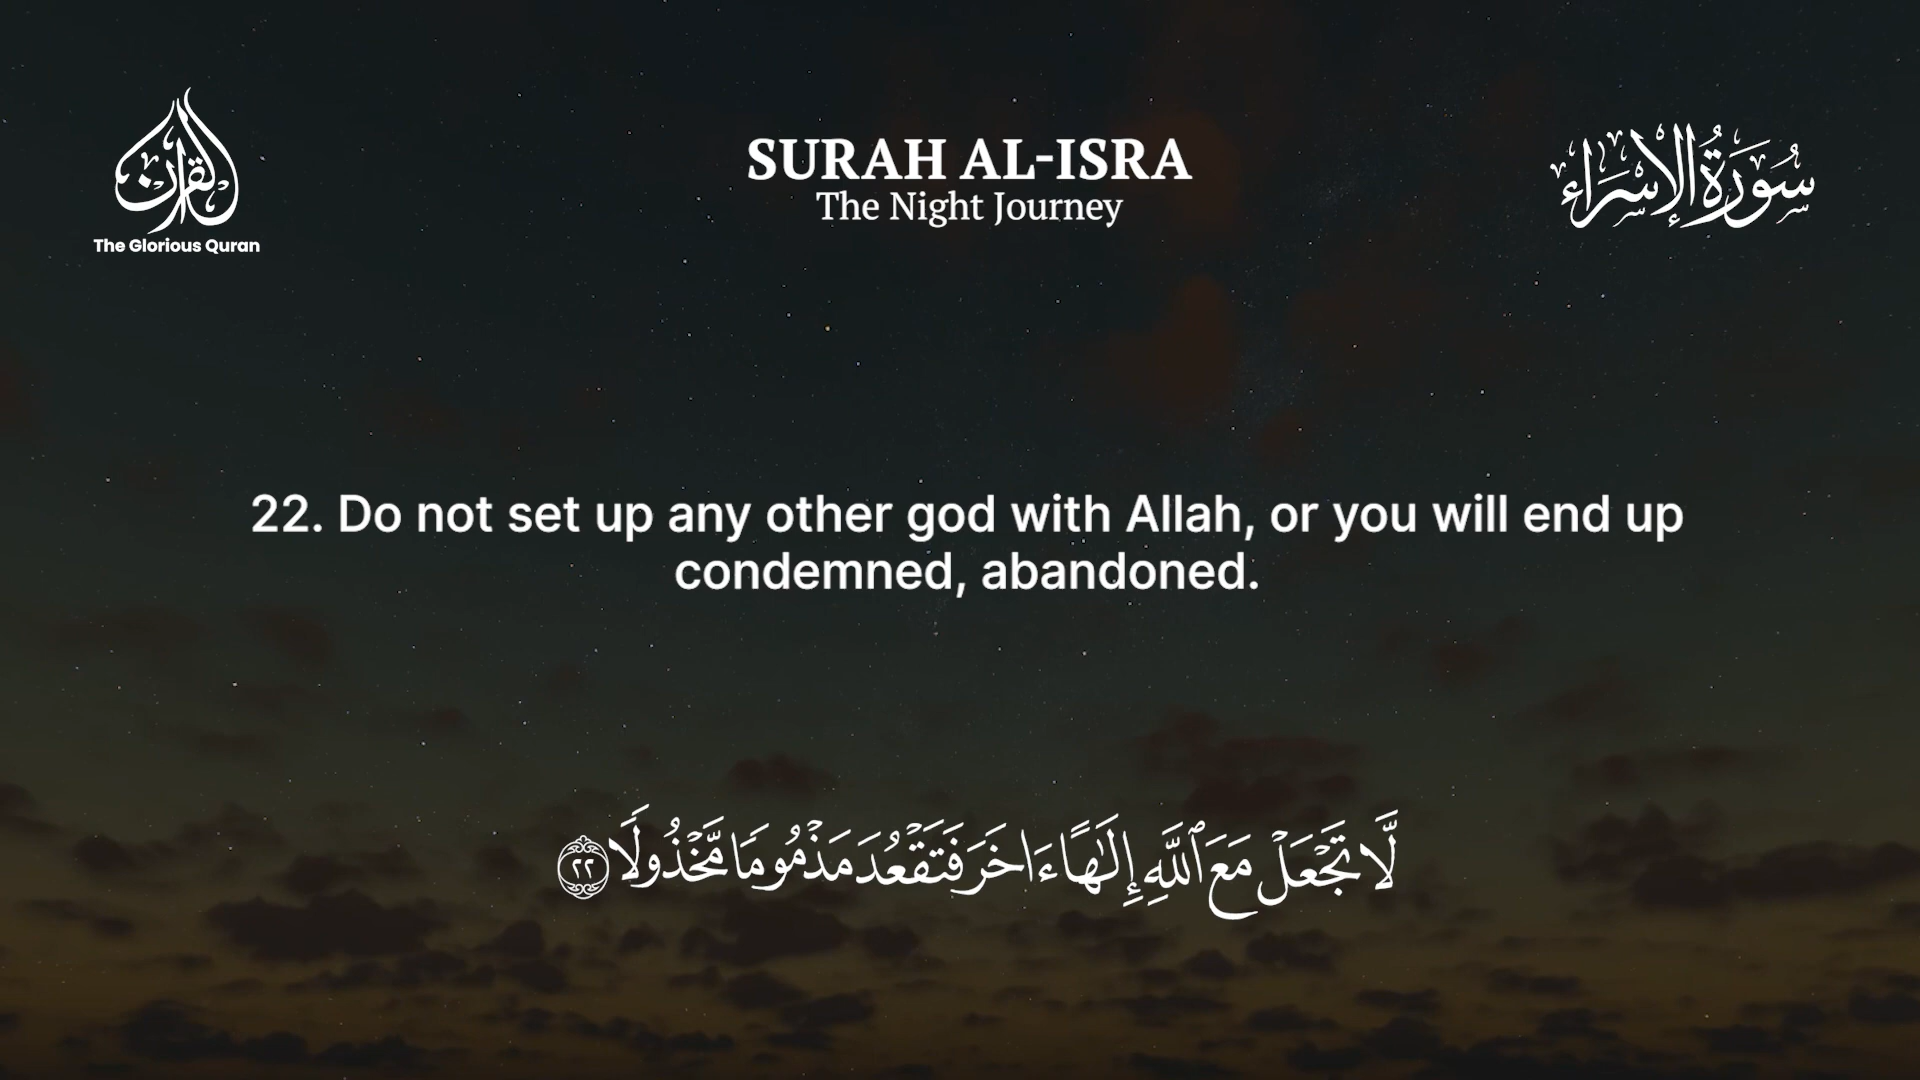 القرآن
The Glorious Quran
SURAH AL-ISRA
The Night Journey
سُورَةُ الإِسْرَاء
22. Do not set up any other god with Allah, or you will end up
condemned, abandoned.
لَّا تَجْعَلْ مَعَ ٱللَّهِ إِلَٰهًا ءَاخَرَ فَتَقْعُدَ مَذْمُومًا مَّخْذُولًا ٢٢